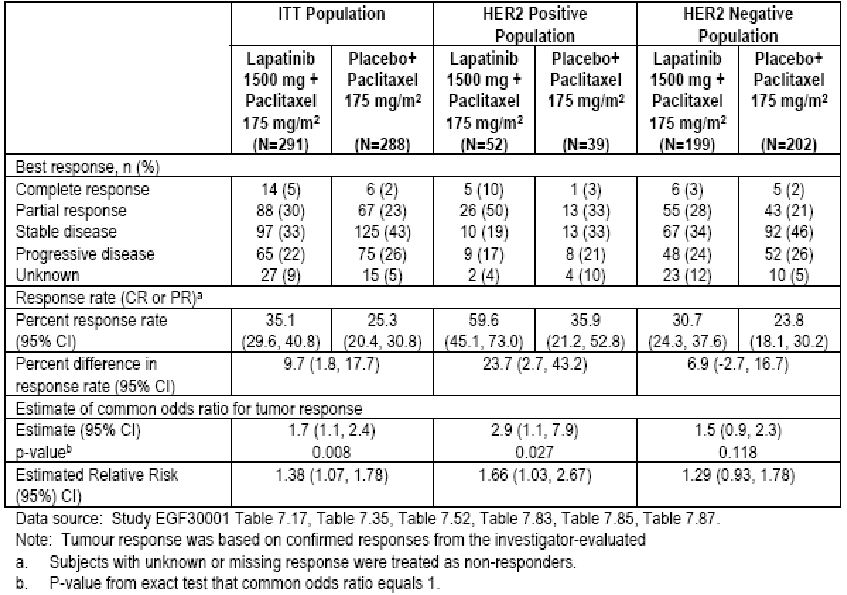 ITT Population HER2 Positive Population HER2 Negative Population
Lapatinib 1500 mg + Paclitaxel 175 mg/m2 (N=291) Placebo+ Paclitaxel 175 mg/m2 (N=288) Lapatinib 1500 mg + Paclitaxel 175 mg/m2 (N=52) Placebo+ Paclitaxel 175 mg/m2 (N=39) Lapatinib 1500 mg + Paclitaxel 175 mg/m2 (N=199) Placebo+ Paclitaxel 175 mg/m2 (N=202)
Best response, n (%)
Complete response 14 (5) 6 (2) 5 (10) 1 (3) 6 (3) 5 (2)
Partial response 88 (30) 67 (23) 26 (50) 13 (33) 55 (28) 43 (21)
Stable disease 97 (33) 125 (43) 10 (19) 13 (33) 67 (34) 92 (46)
Progressive disease 65 (22) 75 (26) 9 (17) 8 (21) 48 (24) 52 (26)
Unknown 27 (9) 15 (5) 2 (4) 4 (10) 23 (12) 10 (5)
Response rate (CR or PR)a
Percent response rate 35.1 25.3 59.6 35.9 30.7 23.8
(95% CI) (29.6, 40.8) (20.4, 30.8) (45.1, 73.0) (21.2, 52.8) (24.3, 37.6) (18.1, 30.2)
Percent difference in 9.7 (1.8, 17.7) 23.7 (2.7, 43.2) 6.9 (-2.7, 16.7)
response rate (95% CI)
Estimate of common odds ratio for tumor response
Estimate (95% CI) 1.7 (1.1, 2.4) 2.9 (1.1, 7.9) 1.5 (0.9, 2.3)
p-valueb 0.008 0.027 0.118
Estimated Relative Risk 1.38 (1.07, 1.78) 1.66 (1.03, 2.67) 1.29 (0.93, 1.78)
(95%) CI)
Data source: Study EGF30001 Table 7.17, Table 7.35, Table 7.52, Table 7.83, Table 7.85, Table 7.87.
Note: Tumour response was based on confirmed responses from the investigator-evaluated
a. Subjects with unknown or missing response were treated as non-responders.
b. P-value from exact test that common odds ratio equals 1.